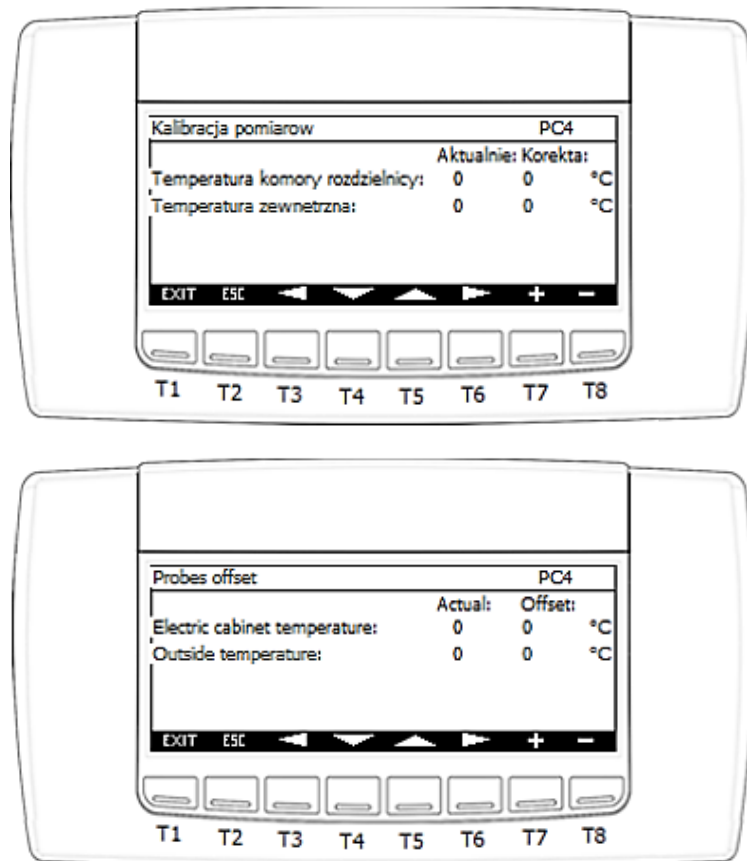 Kalibracja pomiarow PC4
Aktualnie: Korekta:
Temperatura komory rozdzielnicy: 0 0 °C
Temperatura zewnetrzna: 0 0 °C
EXIT ESC + -
T1 T2 T3 T4 T5 T6 T7 T8
Probes offset PC4
Actual: Offset:
Electric cabinet temperature: 0 0 °C
Outside temperature: 0 0 °C
EXIT ESC + -
T1 T2 T3 T4 T5 T6 T7 T8